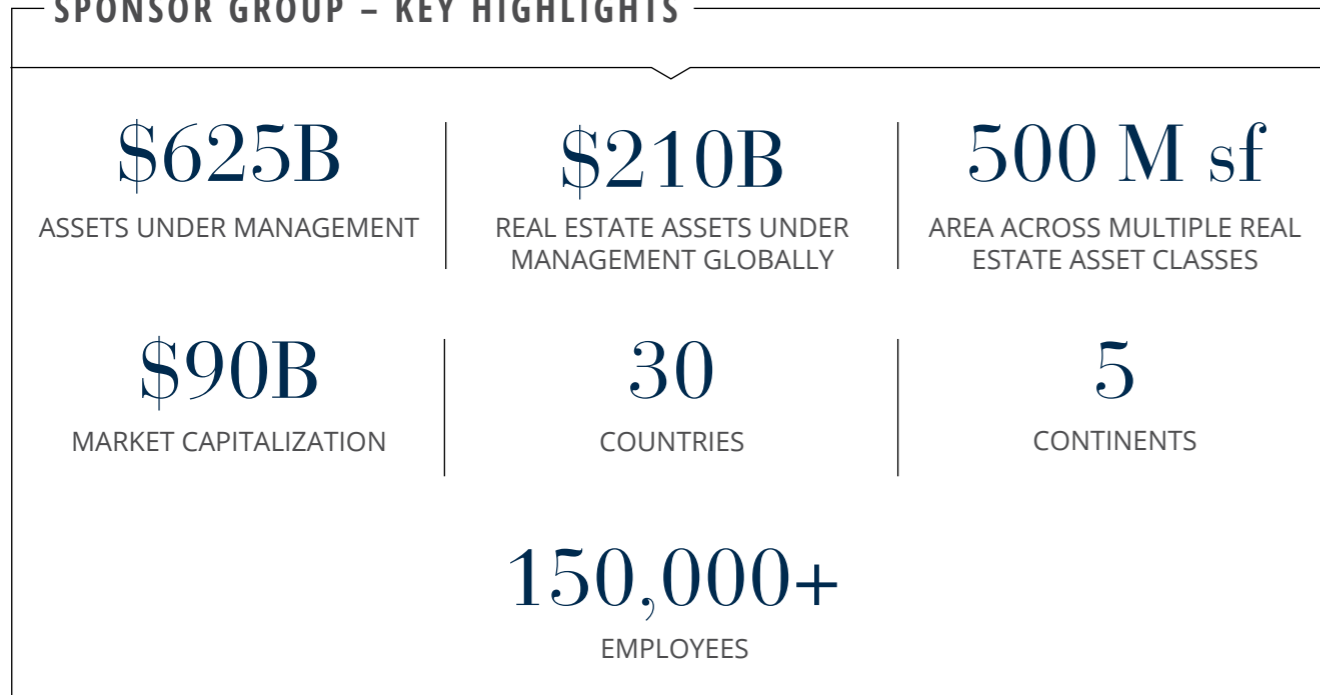 SPONSOR GROUP – KEY HIGHLIGHTS
$625B
ASSETS UNDER MANAGEMENT
$210B
REAL ESTATE ASSETS UNDER
MANAGEMENT GLOBALLY
500 M sf
AREA ACROSS MULTIPLE REAL
ESTATE ASSET CLASSES
$90B
MARKET CAPITALIZATION
30
COUNTRIES
5
CONTINENTS
150,000+
EMPLOYEES